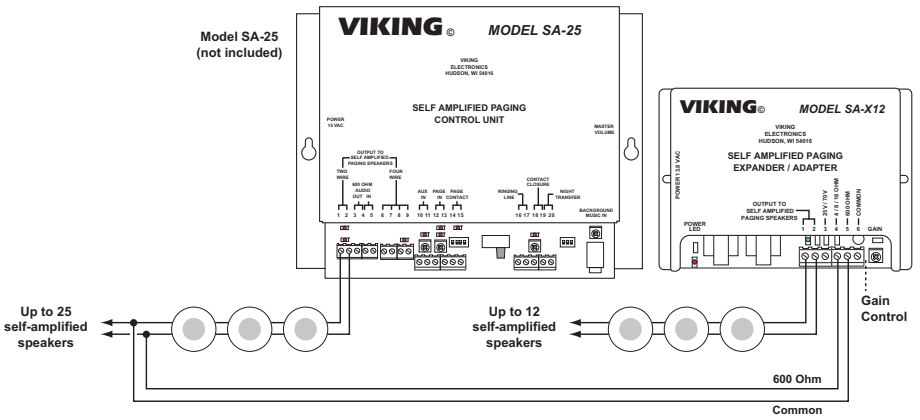 Model SA-25
(not included)
VIKING © MODEL SA-25
VIKING
ELECTRONICS
HUDSON, WI 54016
SELF AMPLIFIED PAGING
CONTROL UNIT
POWER
15 VAC
MASTER
VOLUME
OUTPUT TO
SELF AMPLIFIED
PAGING SPEAKERS
TWO
WIRE
FOUR
WIRE
600 OHM
AUDIO
OUT IN
AUX
IN
PAGE
IN
PAGE
CONTACT
RINGING
LINE
CONTACT
CLOSURE
NIGHT
TRANSFER
BACKGROUND
MUSIC IN
1 2 3 4 5 6 7 8 9 10 11 12 13 14 15 16 17 18 19 20
VIKING © MODEL SA-X12
VIKING
ELECTRONICS
HUDSON, WI 54016
SELF AMPLIFIED PAGING
EXPANDER / ADAPTER
POWER 13.8 VAC
OUTPUT TO
SELF AMPLIFIED
PAGING SPEAKERS
25V / 70V
4 / 8 / 16 OHM
600 OHM
COMMON
POWER
LED
1 2 3 4 5 6
GAIN
Up to 25
self-amplified
speakers
Up to 12
self-amplified
speakers
Gain
Control
600 Ohm
Common